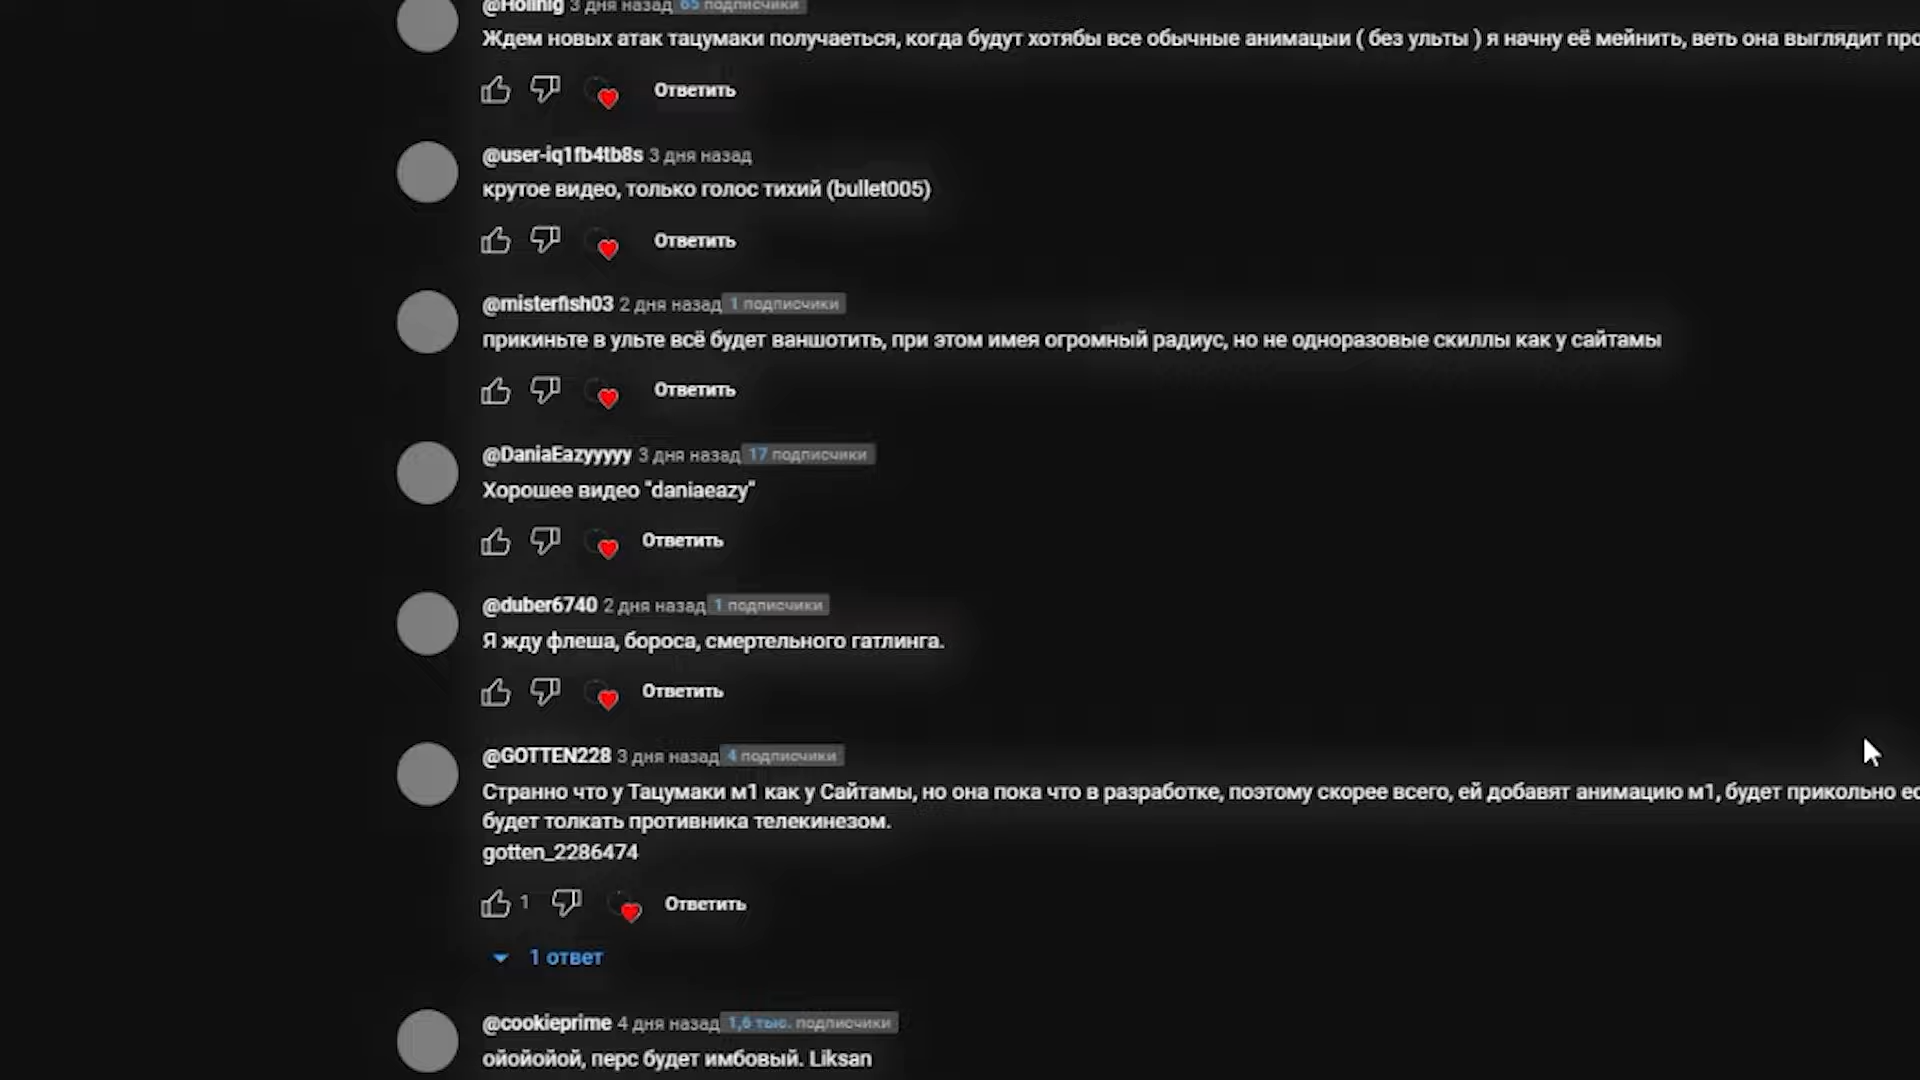 @Hollnig 3 дня назад 65 подписчики
Ждем новых атак тацумаки получаеться, когда будут хотябы все обычные анимацыи ( без ульты ) я начну её мейнить, веть она выглядит
Ответить
@user-iq1fb4tb8s 3 дня назад
крутое видео, только голос тихий (bullet005)
Ответить
@misterfish03 2 дня назад 1 подписчики
прикиньте в ульте всё будет ваншотить, при этом имея огромный радиус, но не одноразовые скиллы как у сайтамы
Ответить
@DaniaEazyyyyy 3 дня назад 17 подписчики
Хорошее видео "daniaeazy"
Ответить
@duber6740 2 дня назад 1 подписчики
Я жду флеша, бороса, смертельного гатлинга.
Ответить
@GOTTEN228 3 дня назад 4 подписчики
Странно что у Тацумаки м1 как у Сайтамы, но она пока что в разработке, поэтому скорее всего, ей добавят анимацию м1, будет прикольно
будет толкать противника телекинезом.
gotten_2286474
1 Ответить
1 ответ
@cookieprime 4 дня назад 1,6 тыс. подписчики
ойойойой, перс будет имбовый. Liksan